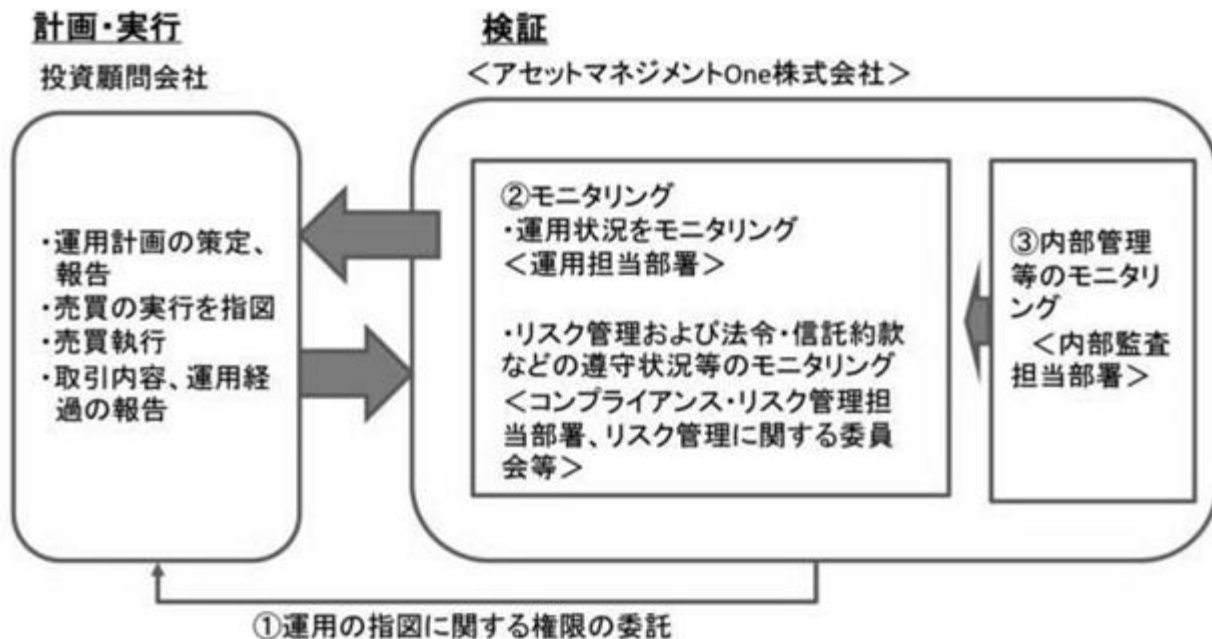 計画・実行
投資顧問会社
・運用計画の策定、
報告
・売買の実行を指図
・売買執行
・取引内容、運用経
過の報告
検証
＜アセットマネジメントOne株式会社＞
②モニタリング
・運用状況をモニタリング
＜運用担当部署＞
・リスク管理および法令・信託約款
などの遵守状況等のモニタリング
＜コンプライアンス・リスク管理担
当部署、リスク管理に関する委員
会等＞
③内部管理
等のモニタリ
ング
＜内部監査
担当部署＞
①運用の指図に関する権限の委託